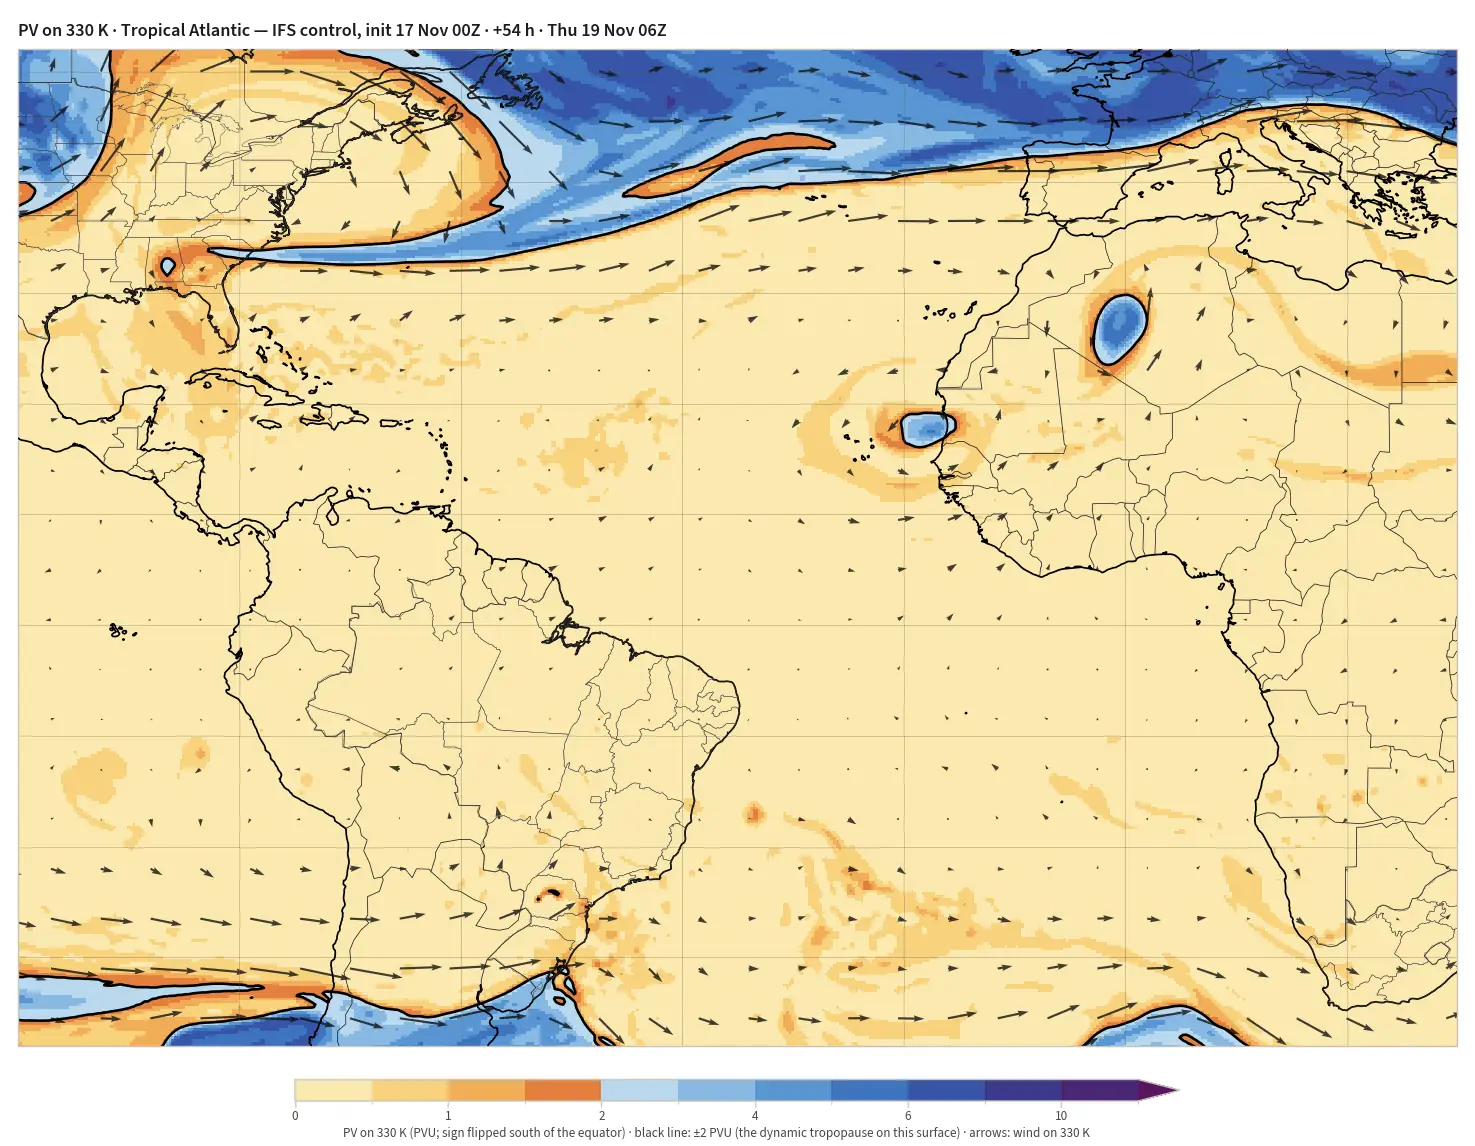 PV on 330 K · Tropical Atlantic — IFS control, init 17 Nov 00Z · +54 h · Thu 19 Nov 06Z
0 1 2 4 6 10
PV on 330 K (PVU; sign flipped south of the equator) · black line: ±2 PVU (the dynamic tropopause on this surface) · arrows: wind on 330 K